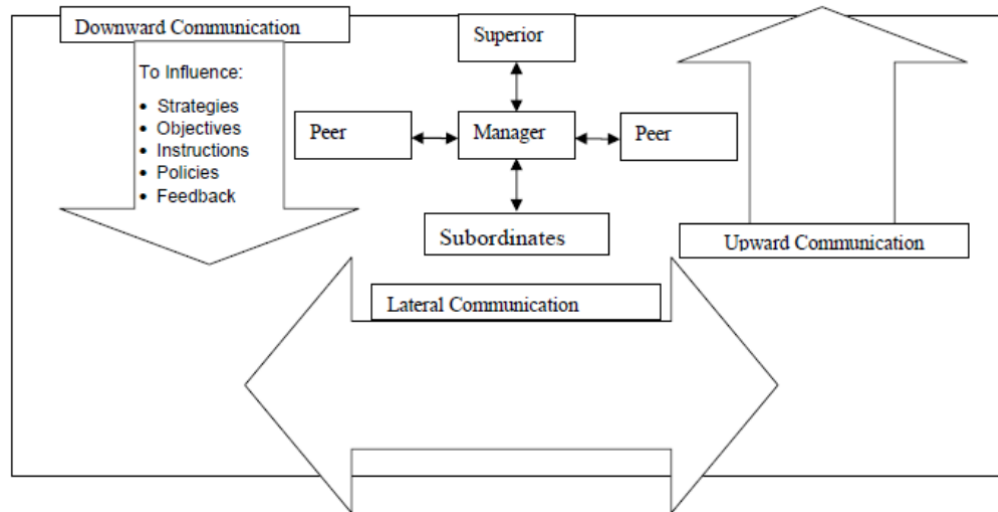 Downward Communication
To Influence:
• Strategies
• Objectives
• Instructions
• Policies
• Feedback
Superior
Peer
Manager
Peer
Subordinates
Upward Communication
Lateral Communication